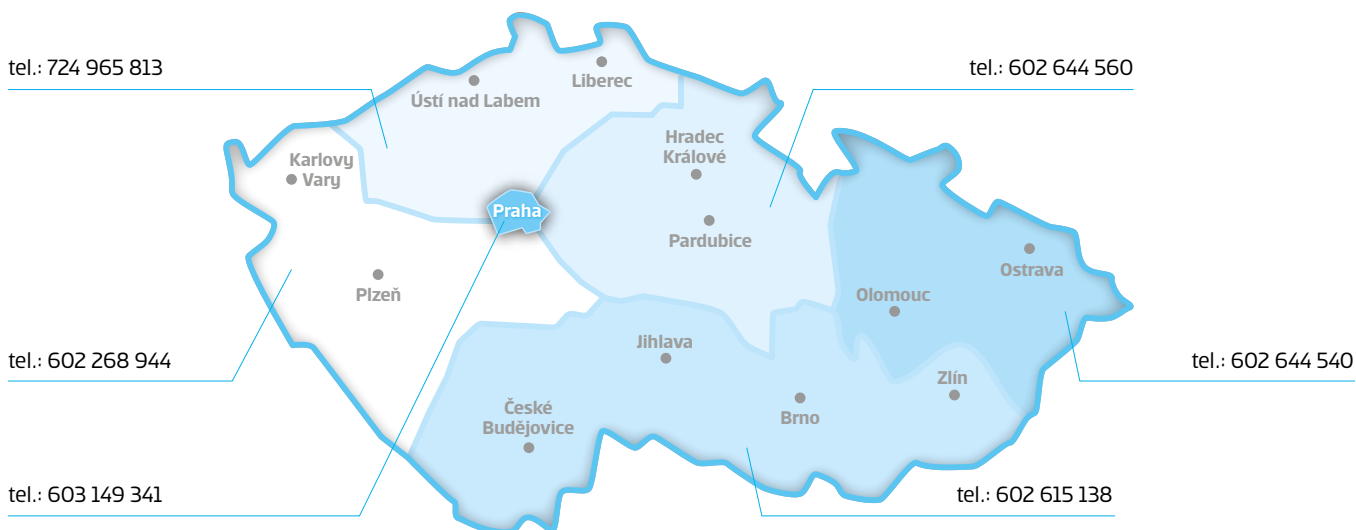 tel.: 724 965 813
tel.: 602 644 560
Liberec
Ústí nad Labem
Hradec
Králové
Karlovy
Vary
Praha
Pardubice
Ostrava
Plzeň
Olomouc
Jihlava
tel.: 602 268 944
tel.: 602 644 540
Zlín
České
Budějovice
Brno
tel.: 603 149 341
tel.: 602 615 138